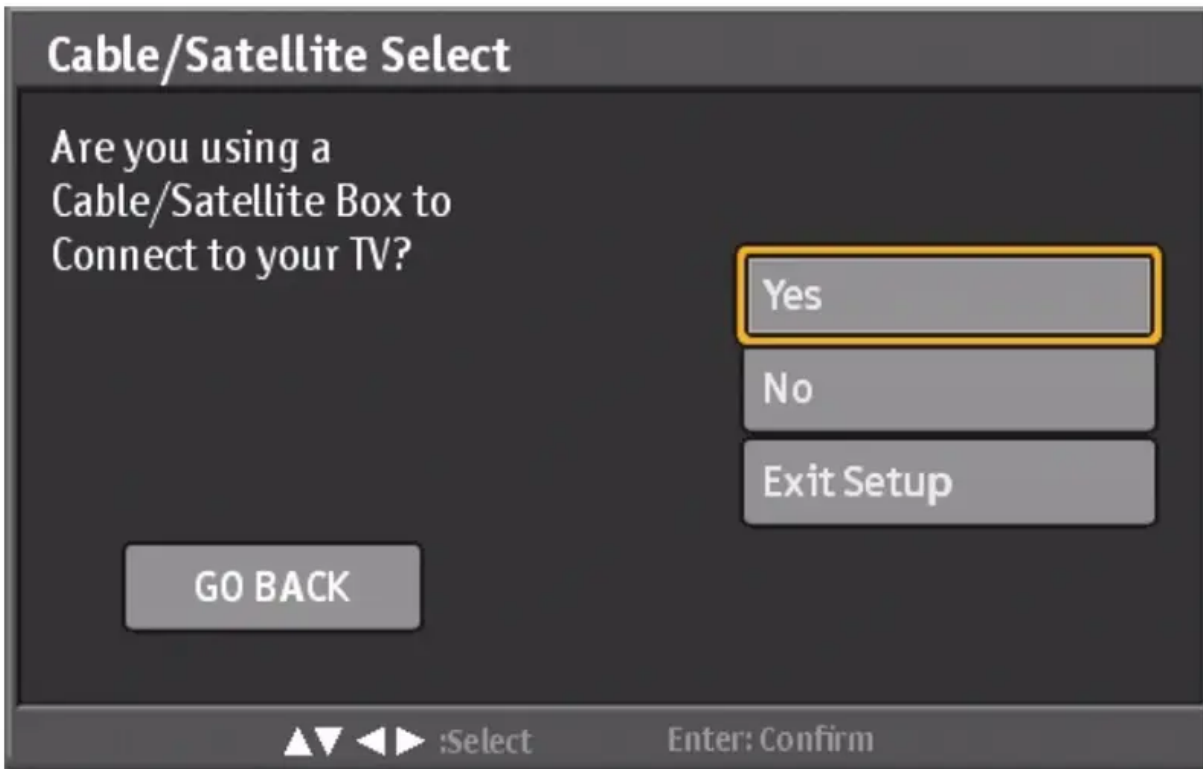 Cable/Satellite Select
Are you using a
Cable/Satellite Box to
Connect to your TV?
Yes
No
Exit Setup
GO BACK
▲▼ ◀ ▶ :Select Enter: Confirm